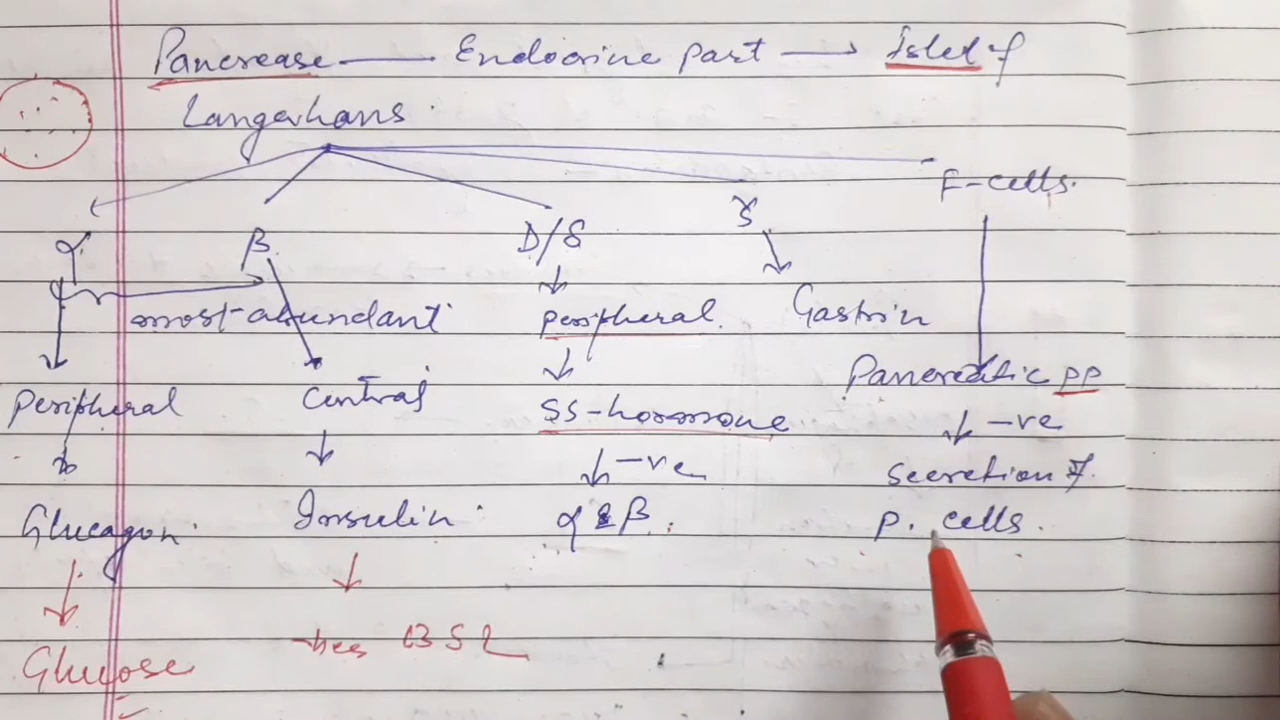 Pancrease — Endocrine part → Islet of
Langerhans.
α β D/δ γ F-cells.
most abundant
Peripheral Central Peripheral. Gastrin Pancreatic PP
Glucagon. Insulin. SS-hormone -ve
-ve secretion of
α & β. P. cells.
Glucose BSL